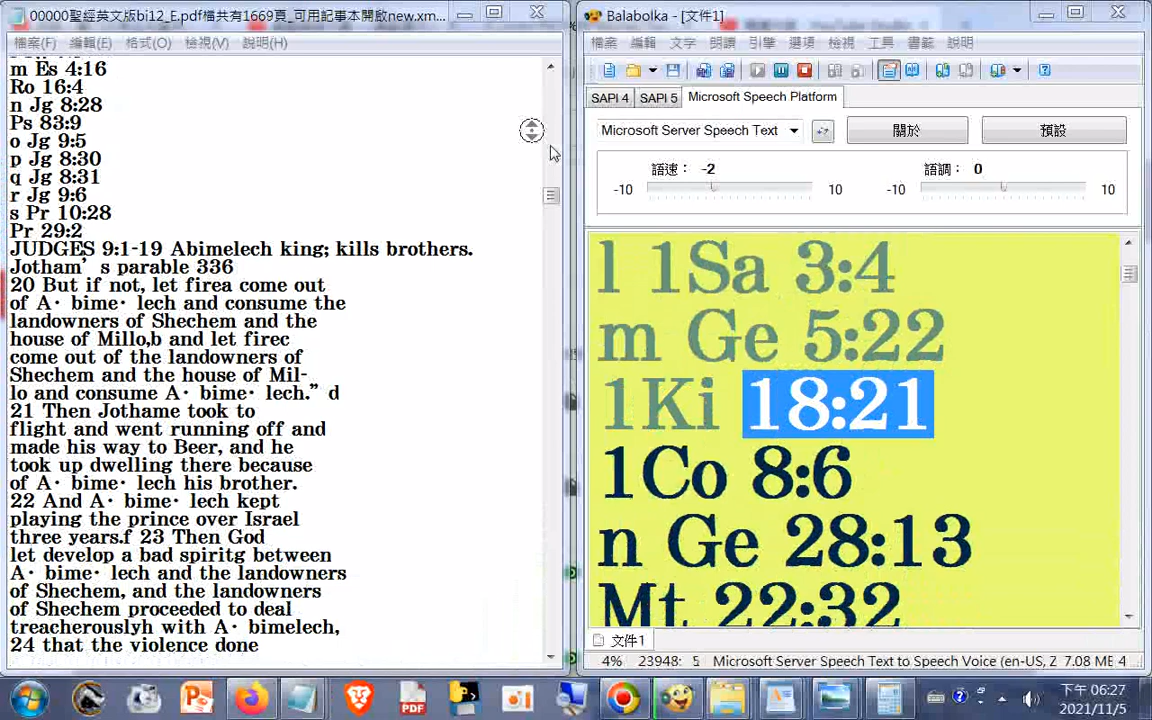 00000聖經英文版bi12_E.pdf檔共有1669頁_可用記事本開啟new.xm...
檔案(F) 編輯(E) 格式(O) 檢視(V) 說明(H)
m Es 4:16
Ro 16:4
n Jg 8:28
Ps 83:9
o Jg 9:5
p Jg 8:30
q Jg 8:31
r Jg 9:6
s Pr 10:28
Pr 29:2
JUDGES 9:1-19 Abimelech king; kills brothers.
Jotham’s parable 336
20 But if not, let firea come out
of A·bime·lech and consume the
landowners of Shechem and the
house of Millo,b and let firec
come out of the landowners of
Shechem and the house of Mil-
lo and consume A·bime·lech.” d
21 Then Jothame took to
flight and went running off and
made his way to Beer, and he
took up dwelling there because
of A·bime·lech his brother.
22 And A·bime·lech kept
playing the prince over Israel
three years.f 23 Then God
let develop a bad spiritg between
A·bime·lech and the landowners
of Shechem, and the landowners
of Shechem proceeded to deal
treacherouslyh with A·bimelech,
24 that the violence done
Balabolka - [文件1]
檔案 編輯 文字 朗讀 引擎 選項 檢視 工具 書籤 說明
SAPI 4 SAPI 5 Microsoft Speech Platform
Microsoft Server Speech Text 關於 預設
語速： -2 語調： 0
-10 10 -10 10
l 1Sa 3:4
m Ge 5:22
1Ki 18:21
1Co 8:6
n Ge 28:13
Mt 22:32
文件1
4% 23948: Microsoft Server Speech Text to Speech Voice (en-US, Z 7.08 ME 4
下午 06:27
2021/11/5